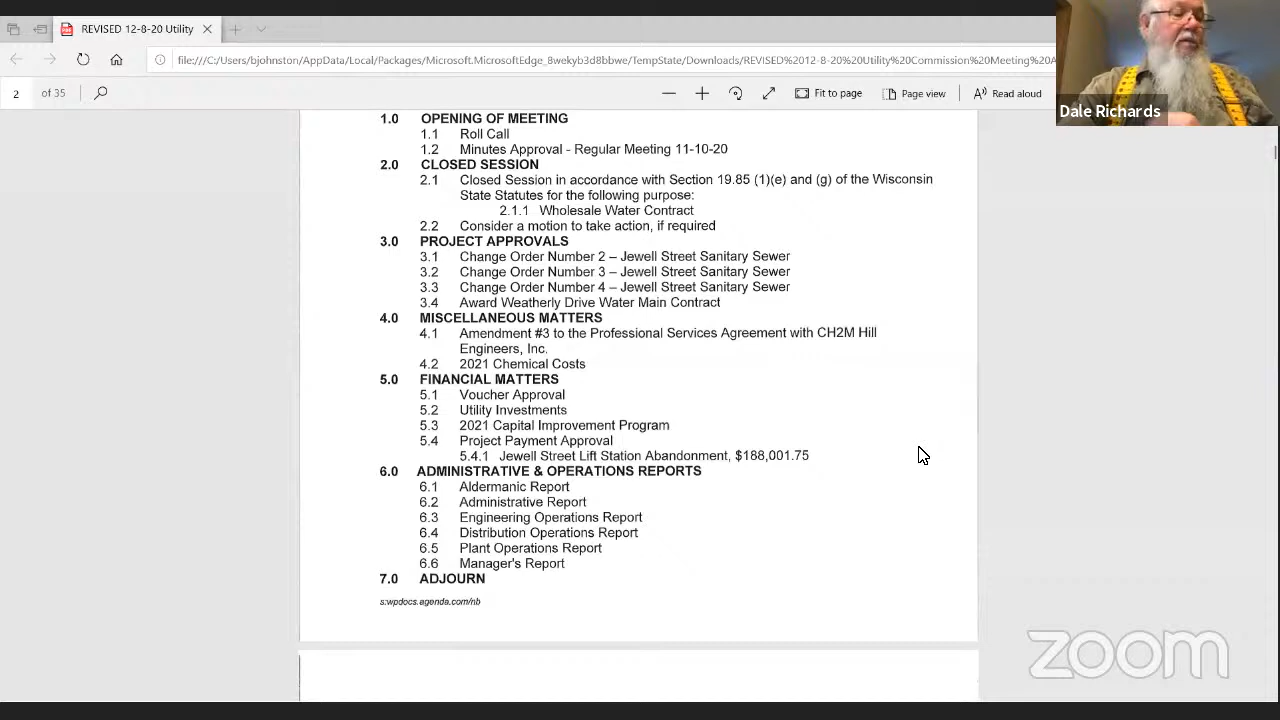 REVISED 12-8-20 Utility
file:///C:/Users/bjohnston/AppData/Local/Packages/Microsoft.MicrosoftEdge_8wekyb3d8bbwe/TempState/Downloads/REVISED%2012-8-20%20Utility%20Commission%20Meeting%20A
2 of 35
Fit to page
Page view
Read aloud
Dale Richards
1.0 OPENING OF MEETING
1.1 Roll Call
1.2 Minutes Approval - Regular Meeting 11-10-20
2.0 CLOSED SESSION
2.1 Closed Session in accordance with Section 19.85 (1)(e) and (g) of the Wisconsin
State Statutes for the following purpose:
2.1.1 Wholesale Water Contract
2.2 Consider a motion to take action, if required
3.0 PROJECT APPROVALS
3.1 Change Order Number 2 – Jewell Street Sanitary Sewer
3.2 Change Order Number 3 – Jewell Street Sanitary Sewer
3.3 Change Order Number 4 – Jewell Street Sanitary Sewer
3.4 Award Weatherly Drive Water Main Contract
4.0 MISCELLANEOUS MATTERS
4.1 Amendment #3 to the Professional Services Agreement with CH2M Hill
Engineers, Inc.
4.2 2021 Chemical Costs
5.0 FINANCIAL MATTERS
5.1 Voucher Approval
5.2 Utility Investments
5.3 2021 Capital Improvement Program
5.4 Project Payment Approval
5.4.1 Jewell Street Lift Station Abandonment, $188,001.75
6.0 ADMINISTRATIVE & OPERATIONS REPORTS
6.1 Aldermanic Report
6.2 Administrative Report
6.3 Engineering Operations Report
6.4 Distribution Operations Report
6.5 Plant Operations Report
6.6 Manager's Report
7.0 ADJOURN
s:wpdocs.agenda.com/nb
zoom